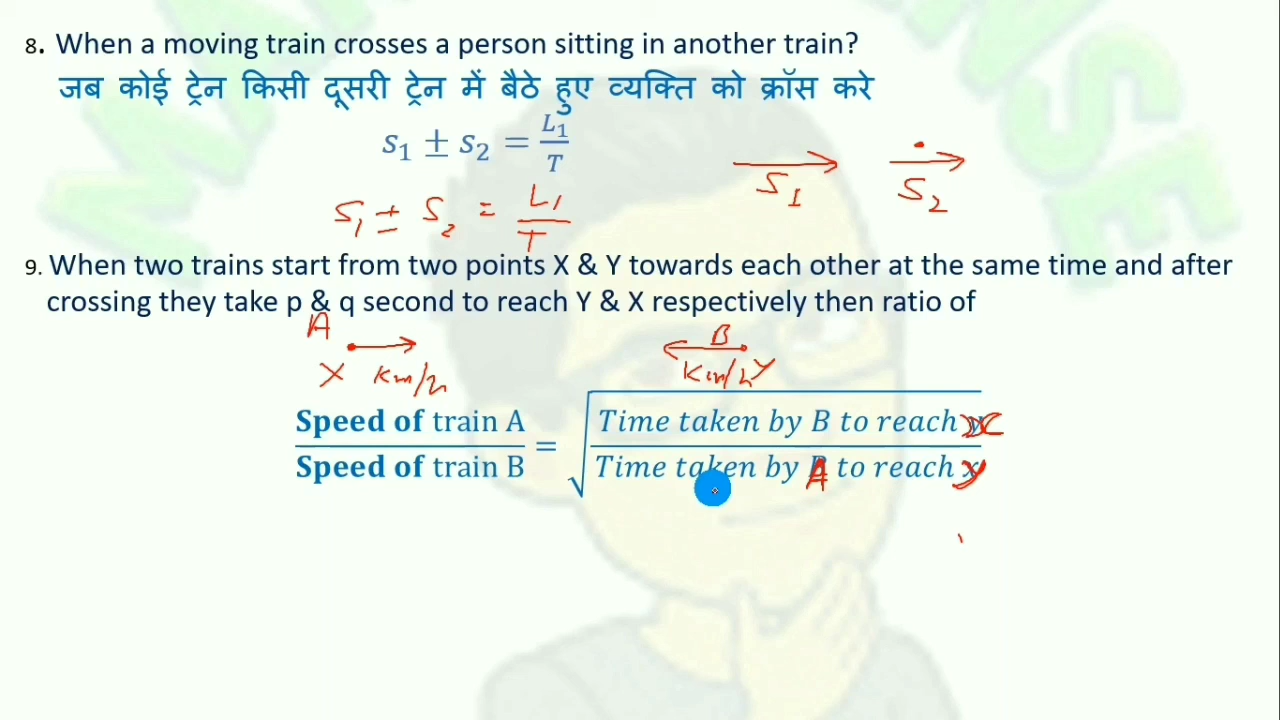 8. When a moving train crosses a person sitting in another train?
जब कोई ट्रेन किसी दूसरी ट्रेन में बैठे हुए व्यक्ति को क्रॉस करे
s₁ ± s₂ = L₁/T
S₁ S₂
S₁ ± S₂ = L₁/T
9. When two trains start from two points X & Y towards each other at the same time and after
crossing they take p & q second to reach Y & X respectively then ratio of
A B
X Km/h Km/h Y
Speed of train A / Speed of train B = √(Time taken by B to reach x / Time taken by A to reach y)